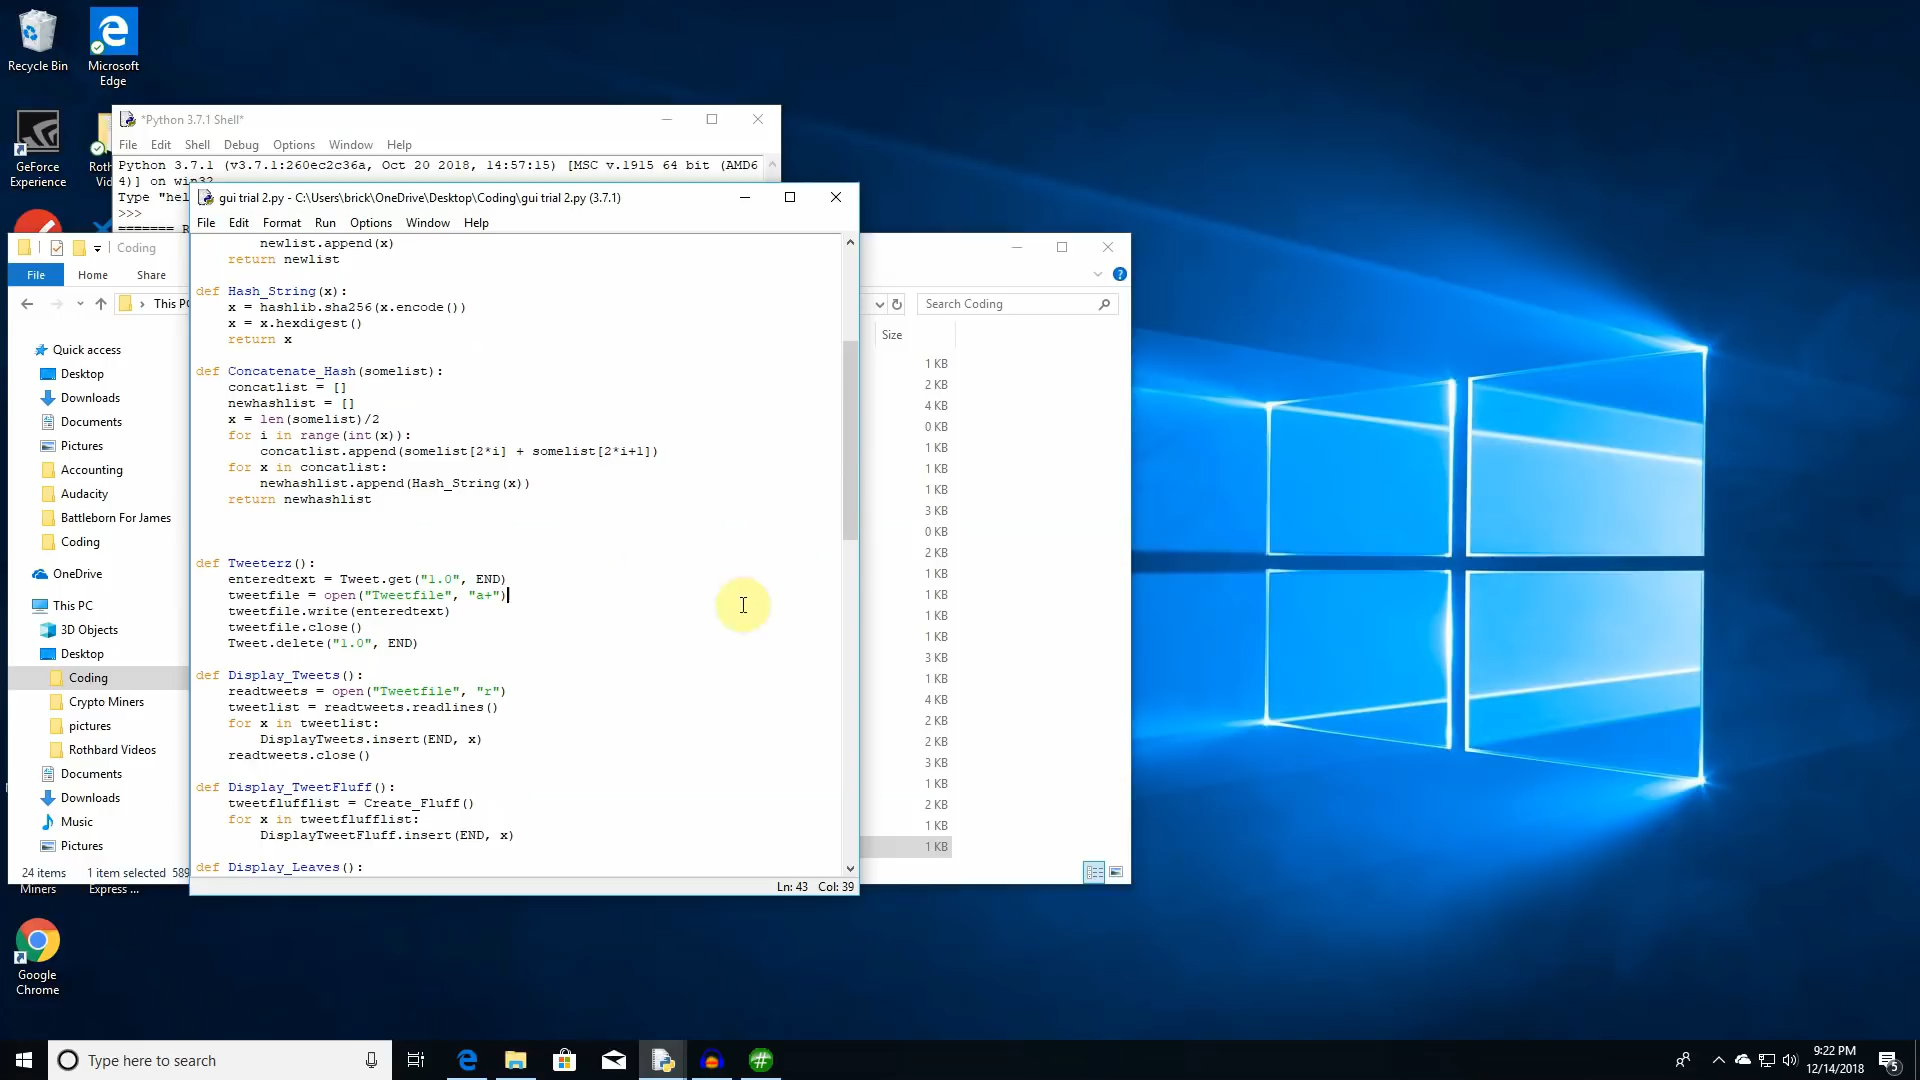 Recycle Bin
Microsoft
Edge
GeForce
Experience
*Python 3.7.1 Shell*
File Edit Shell Debug Options Window Help
Python 3.7.1 (v3.7.1:260ec2c36a, Oct 20 2018, 14:57:15) [MSC v.1915 64 bit (AMD6
4)] on win32
>>>
gui trial 2.py - C:\Users\brick\OneDrive\Desktop\Coding\gui trial 2.py (3.7.1)
File Edit Format Run Options Window Help
newlist.append(x)
return newlist
def Hash_String(x):
x = hashlib.sha256(x.encode())
x = x.hexdigest()
return x
def Concatenate_Hash(somelist):
concatlist = []
newhashlist = []
x = len(somelist)/2
for i in range(int(x)):
concatlist.append(somelist[2*i] + somelist[2*i+1])
for x in concatlist:
newhashlist.append(Hash_String(x))
return newhashlist
def Tweeterz():
enteredtext = Tweet.get("1.0", END)
tweetfile = open("Tweetfile", "a+")
tweetfile.write(enteredtext)
tweetfile.close()
Tweet.delete("1.0", END)
def Display_Tweets():
readtweets = open("Tweetfile", "r")
tweetlist = readtweets.readlines()
for x in tweetlist:
DisplayTweets.insert(END, x)
readtweets.close()
def Display_TweetFluff():
tweetflufflist = Create_Fluff()
for x in tweetflufflist:
DisplayTweetFluff.insert(END, x)
def Display_Leaves():
Ln: 43 Col: 39
Coding
File Home Share
This PC
Search Coding
Size
1 KB
2 KB
4 KB
0 KB
1 KB
1 KB
1 KB
3 KB
0 KB
2 KB
1 KB
1 KB
1 KB
1 KB
3 KB
1 KB
4 KB
2 KB
2 KB
3 KB
1 KB
2 KB
1 KB
1 KB
Quick access
Desktop
Downloads
Documents
Pictures
Accounting
Audacity
Battleborn For James
Coding
OneDrive
This PC
3D Objects
Desktop
Coding
Crypto Miners
pictures
Rothbard Videos
Documents
Downloads
Music
Pictures
24 items 1 item selected 589
Miners
Express ...
Google
Chrome
Type here to search
9:22 PM
12/14/2018
5